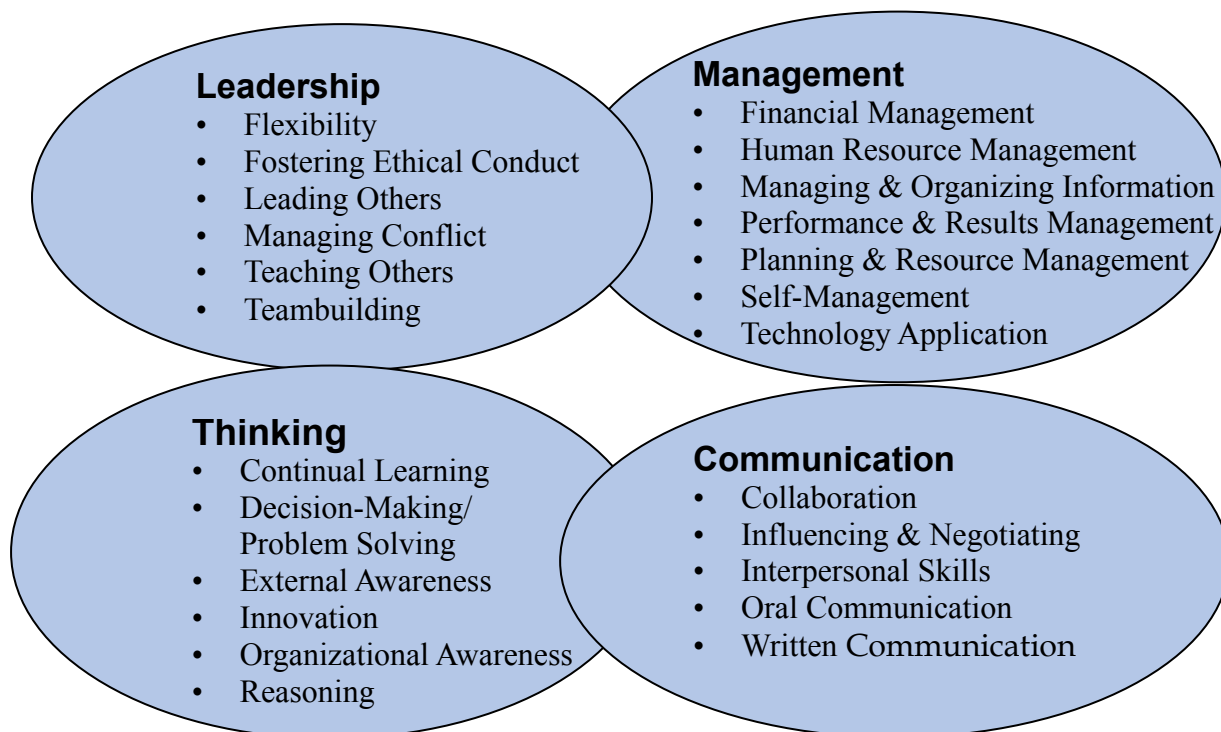 Leadership
• Flexibility
• Fostering Ethical Conduct
• Leading Others
• Managing Conflict
• Teaching Others
• Teambuilding
Management
• Financial Management
• Human Resource Management
• Managing & Organizing Information
• Performance & Results Management
• Planning & Resource Management
• Self-Management
• Technology Application
Thinking
• Continual Learning
• Decision-Making/
Problem Solving
• External Awareness
• Innovation
• Organizational Awareness
• Reasoning
Communication
• Collaboration
• Influencing & Negotiating
• Interpersonal Skills
• Oral Communication
• Written Communication